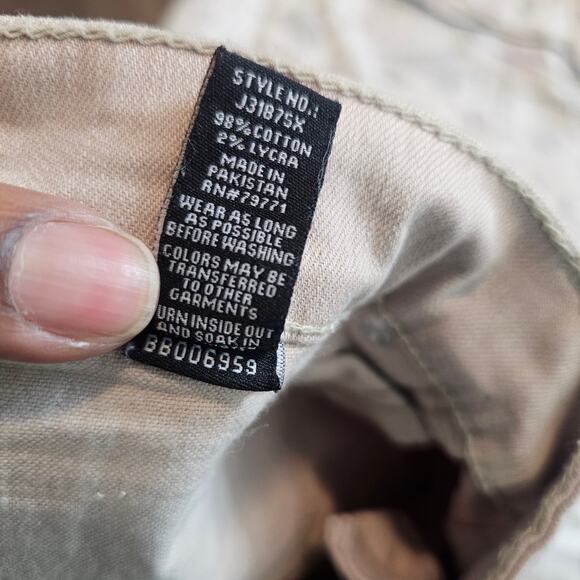 STYLE NO.:
J31875X
98% COTTON
2% LYCRA
MADE IN
PAKISTAN
RN#79771
WEAR AS LONG
AS POSSIBLE
BEFORE WASHING
COLORS MAY BE
TRANSFERRED
TO OTHER
GARMENTS
URN INSIDE OUT
AND SOAK IN
BB006959